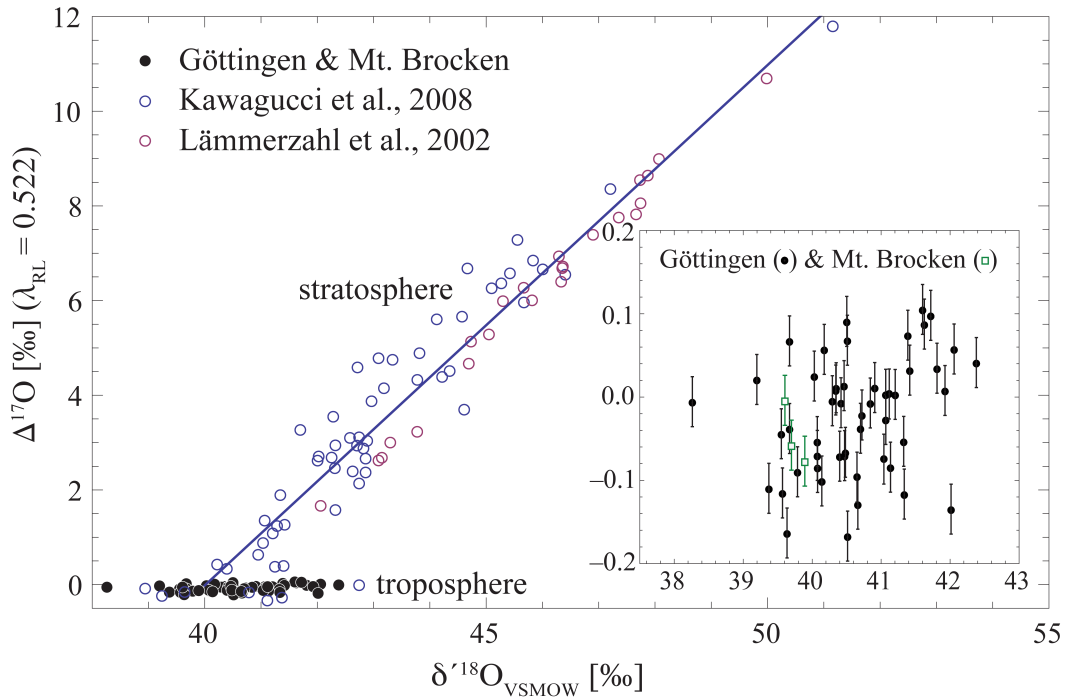 12
10
8
6
4
2
0
Δ¹⁷O [‰] (λRL = 0.522)
Göttingen & Mt. Brocken
Kawagucci et al., 2008
Lämmerzahl et al., 2002
stratosphere
troposphere
0.2
0.1
0.0
−0.1
−0.2
Göttingen (•) & Mt. Brocken (▫)
38 39 40 41 42 43
40 45 50 55
δ′¹⁸OVSMOW [‰]